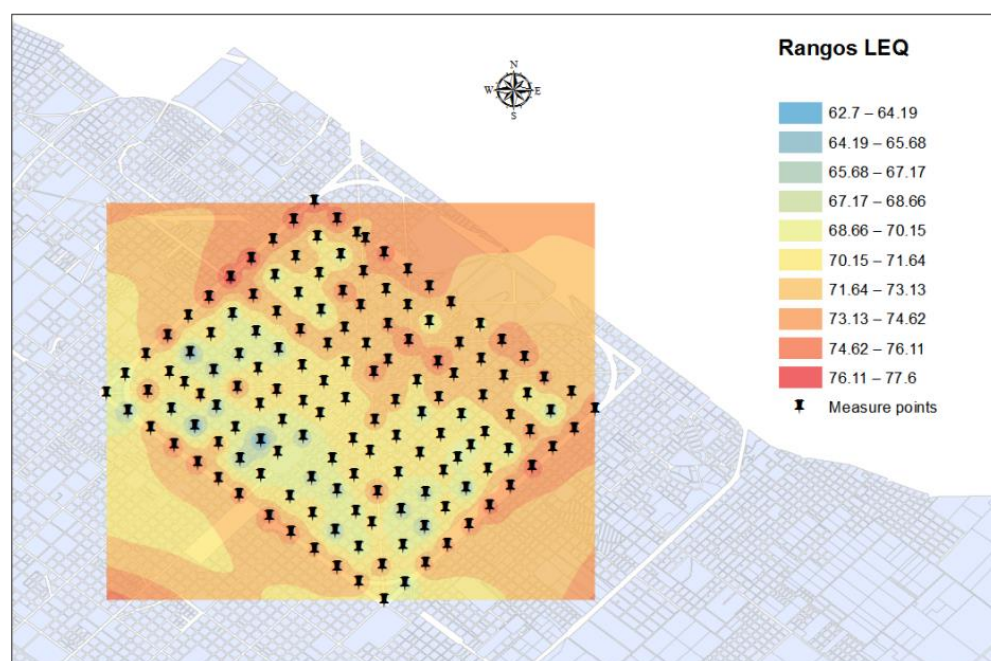 Rangos LEQ
N
W E
S
62.7 – 64.19
64.19 – 65.68
65.68 – 67.17
67.17 – 68.66
68.66 – 70.15
70.15 – 71.64
71.64 – 73.13
73.13 – 74.62
74.62 – 76.11
76.11 – 77.6
Measure points